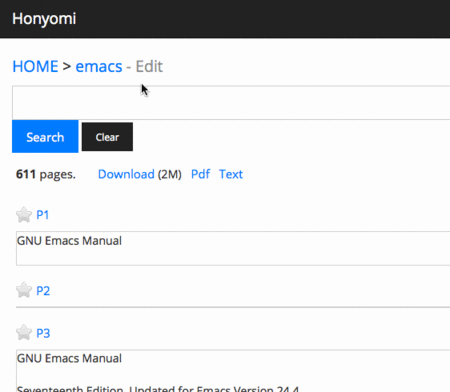 Honyomi
HOME > emacs - Edit
Search Clear
611 pages. Download (2M) Pdf Text
P1
GNU Emacs Manual
P2
P3
GNU Emacs Manual
Seventeenth Edition, Updated for Emacs Version 24.4